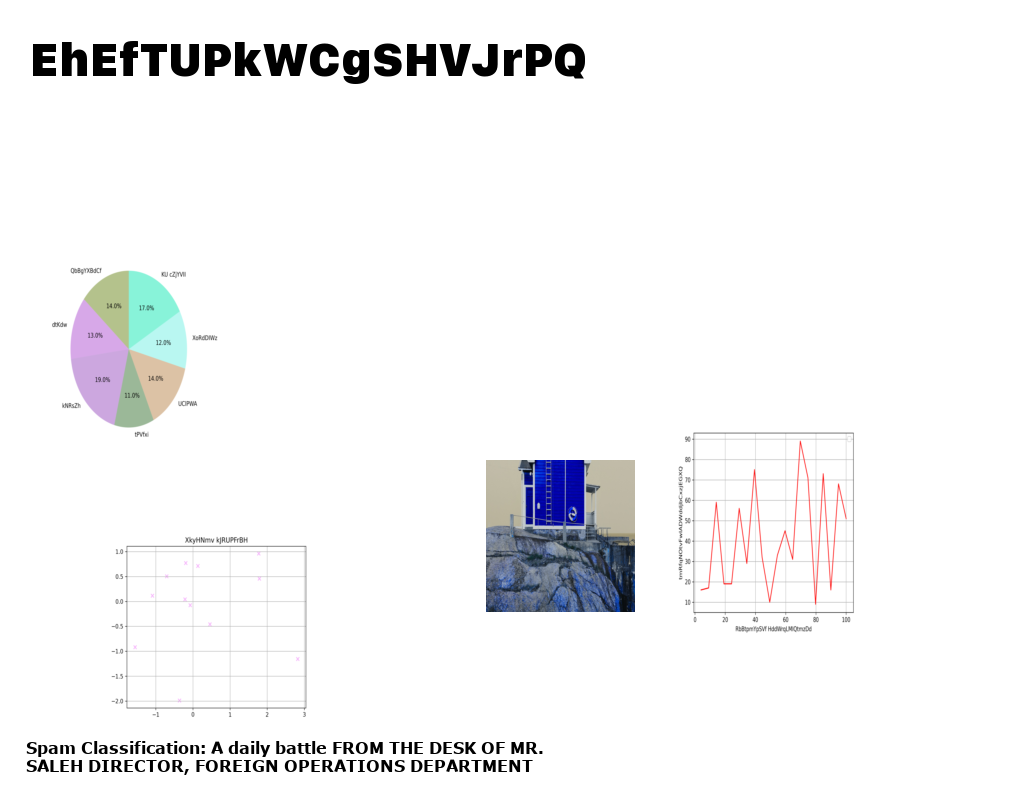 EhEfTUPkWCgSHVJrPQ
QbBgYXBdCf
KU cZjYVII
14.0%
17.0%
dtKdw
13.0%
12.0%
XoRdDIWz
19.0%
14.0%
11.0%
kNRsZh
UCIPWA
tPVfxi
90
80
70
60
50
40
30
20
10
0 20 40 60 80 100
XkyHNmv kJRUPFrBH
1.0
0.5
0.0
−0.5
−1.0
−1.5
−2.0
−1 0 1 2 3
Spam Classification: A daily battle FROM THE DESK OF MR.
SALEH DIRECTOR, FOREIGN OPERATIONS DEPARTMENT